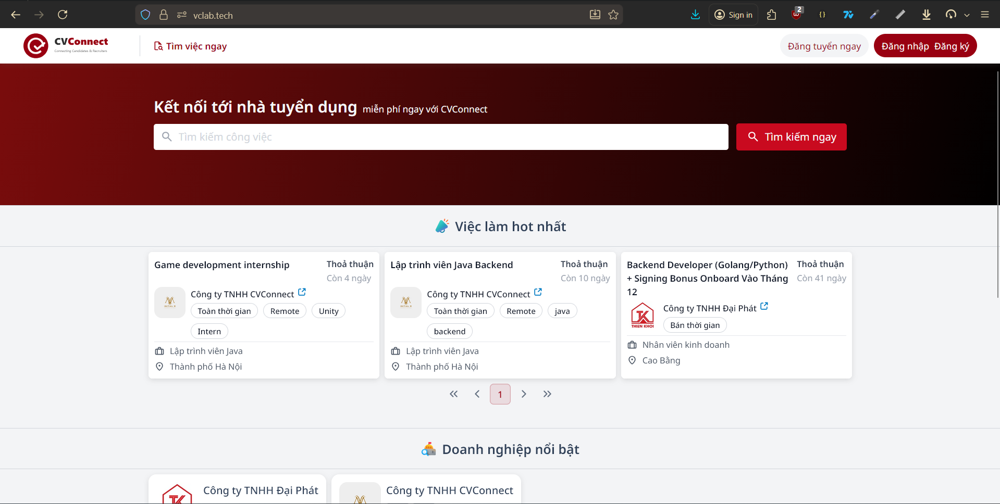 vclab.tech
Sign in
2
CVConnect
Connecting Candidates & Recruiters
Tìm việc ngay
Đăng tuyển ngay
Đăng nhập Đăng ký
Kết nối tới nhà tuyển dụng miễn phí ngay với CVConnect
Tìm kiếm công việc
Tìm kiếm ngay
Việc làm hot nhất
Game development internship
Thoả thuận
Còn 4 ngày
Công ty TNHH CVConnect
Toàn thời gian
Remote
Unity
Intern
Lập trình viên Java
Thành phố Hà Nội
Lập trình viên Java Backend
Thoả thuận
Còn 10 ngày
Công ty TNHH CVConnect
Toàn thời gian
Remote
java
backend
Lập trình viên Java
Thành phố Hà Nội
Backend Developer (Golang/Python)
+ Signing Bonus Onboard Vào Tháng
12
Thoả thuận
Còn 41 ngày
TK
THIEN KHOI
Công ty TNHH Đại Phát
Bán thời gian
Nhân viên kinh doanh
Cao Bằng
1
Doanh nghiệp nổi bật
TK
Công ty TNHH Đại Phát
Công ty TNHH CVConnect